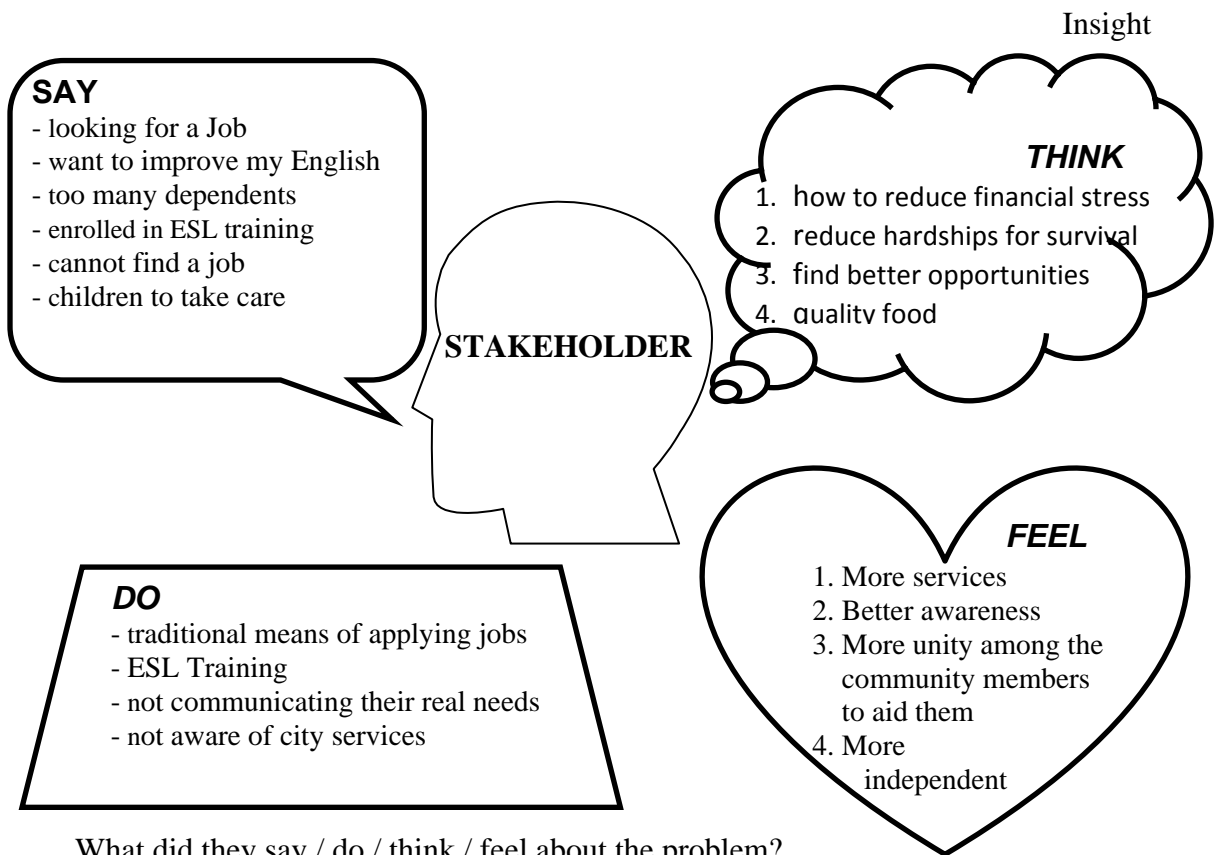 Insight
SAY
- looking for a Job
- want to improve my English
- too many dependents
- enrolled in ESL training
- cannot find a job
- children to take care
THINK
1. how to reduce financial stress
2. reduce hardships for survival
3. find better opportunities
4. quality food
STAKEHOLDER
DO
- traditional means of applying jobs
- ESL Training
- not communicating their real needs
- not aware of city services
FEEL
1. More services
2. Better awareness
3. More unity among the
community members
to aid them
4. More
independent
What did they say / do / think / feel about the problem?